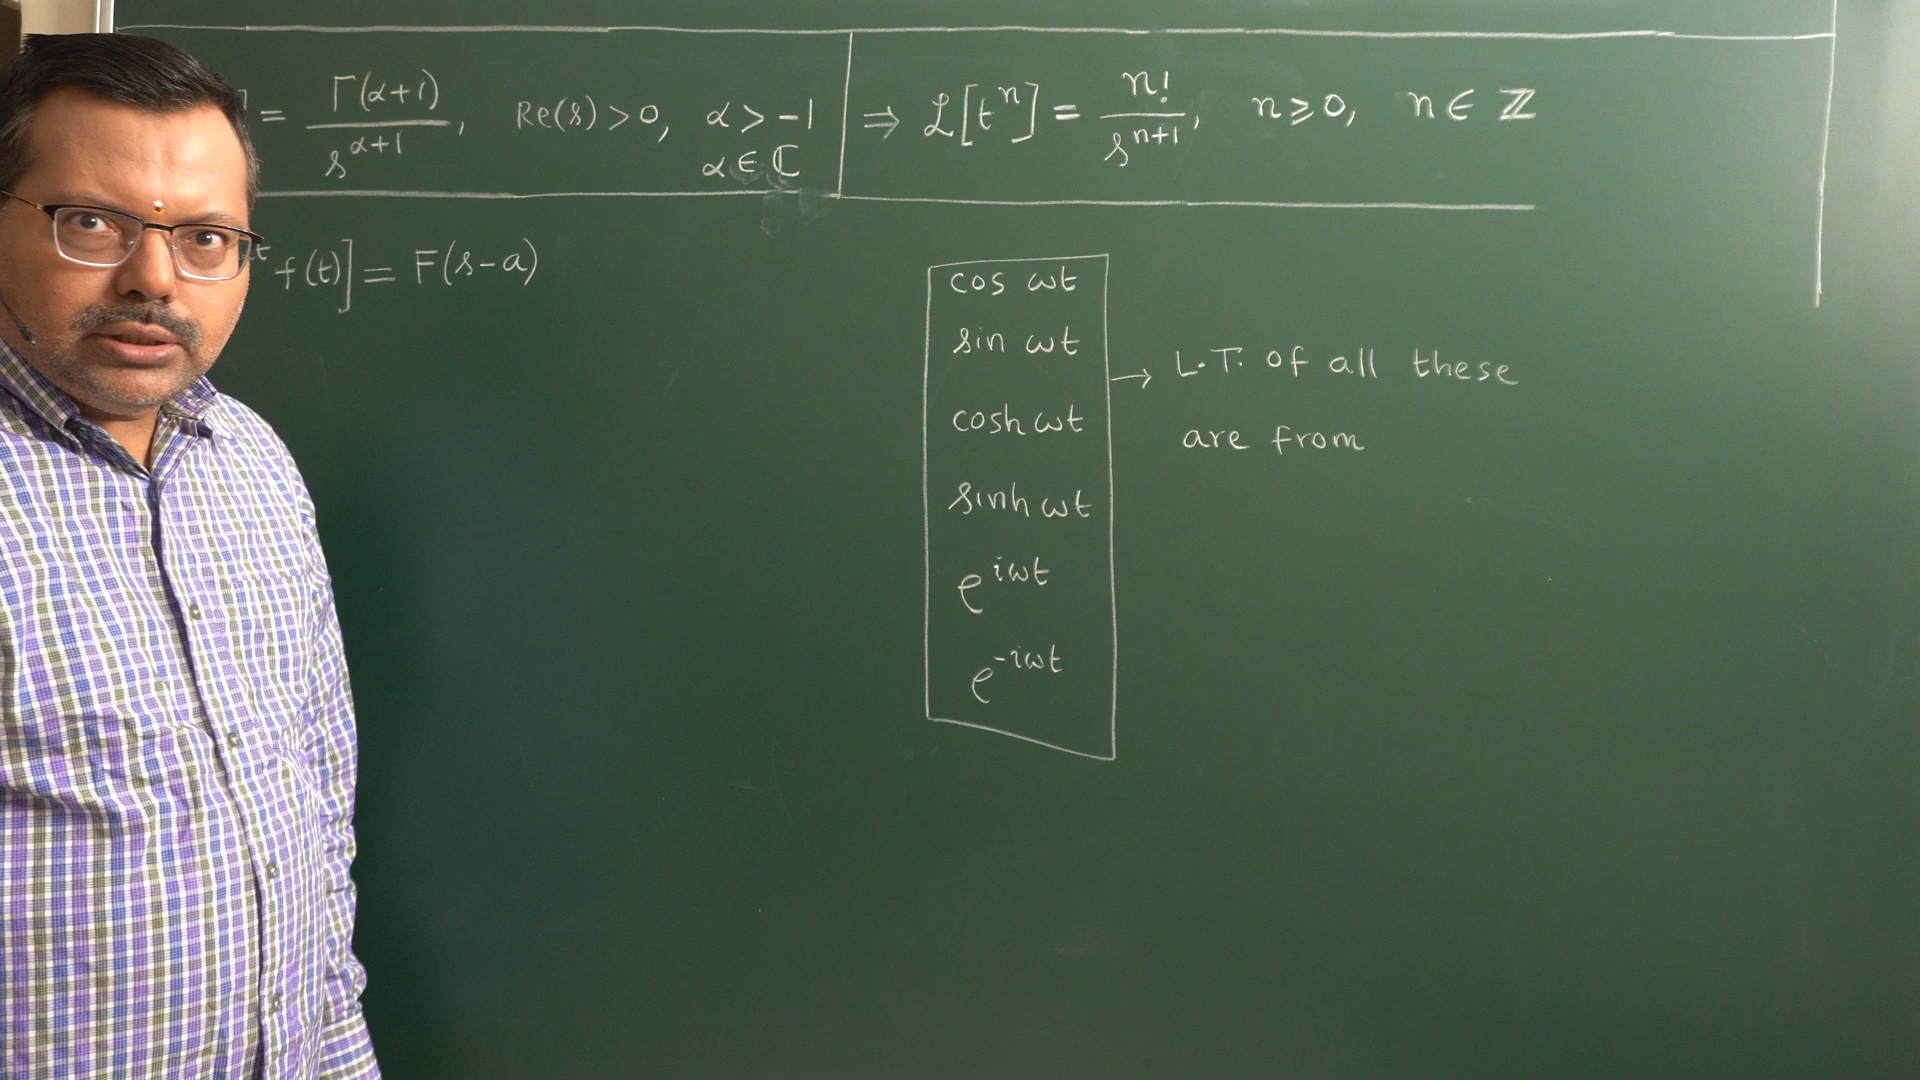 ] = Γ(α+1) / s^(α+1), Re(s) > 0, α > -1
α ∈ ℂ
⇒ ℒ[t^n] = n! / s^(n+1), n ⩾ 0, n ∈ ℤ
t f(t)] = F(s-a)
cos ωt
sin ωt
cosh ωt
sinh ωt
e^(iωt)
e^(-iωt)
→ L.T. of all these
are from